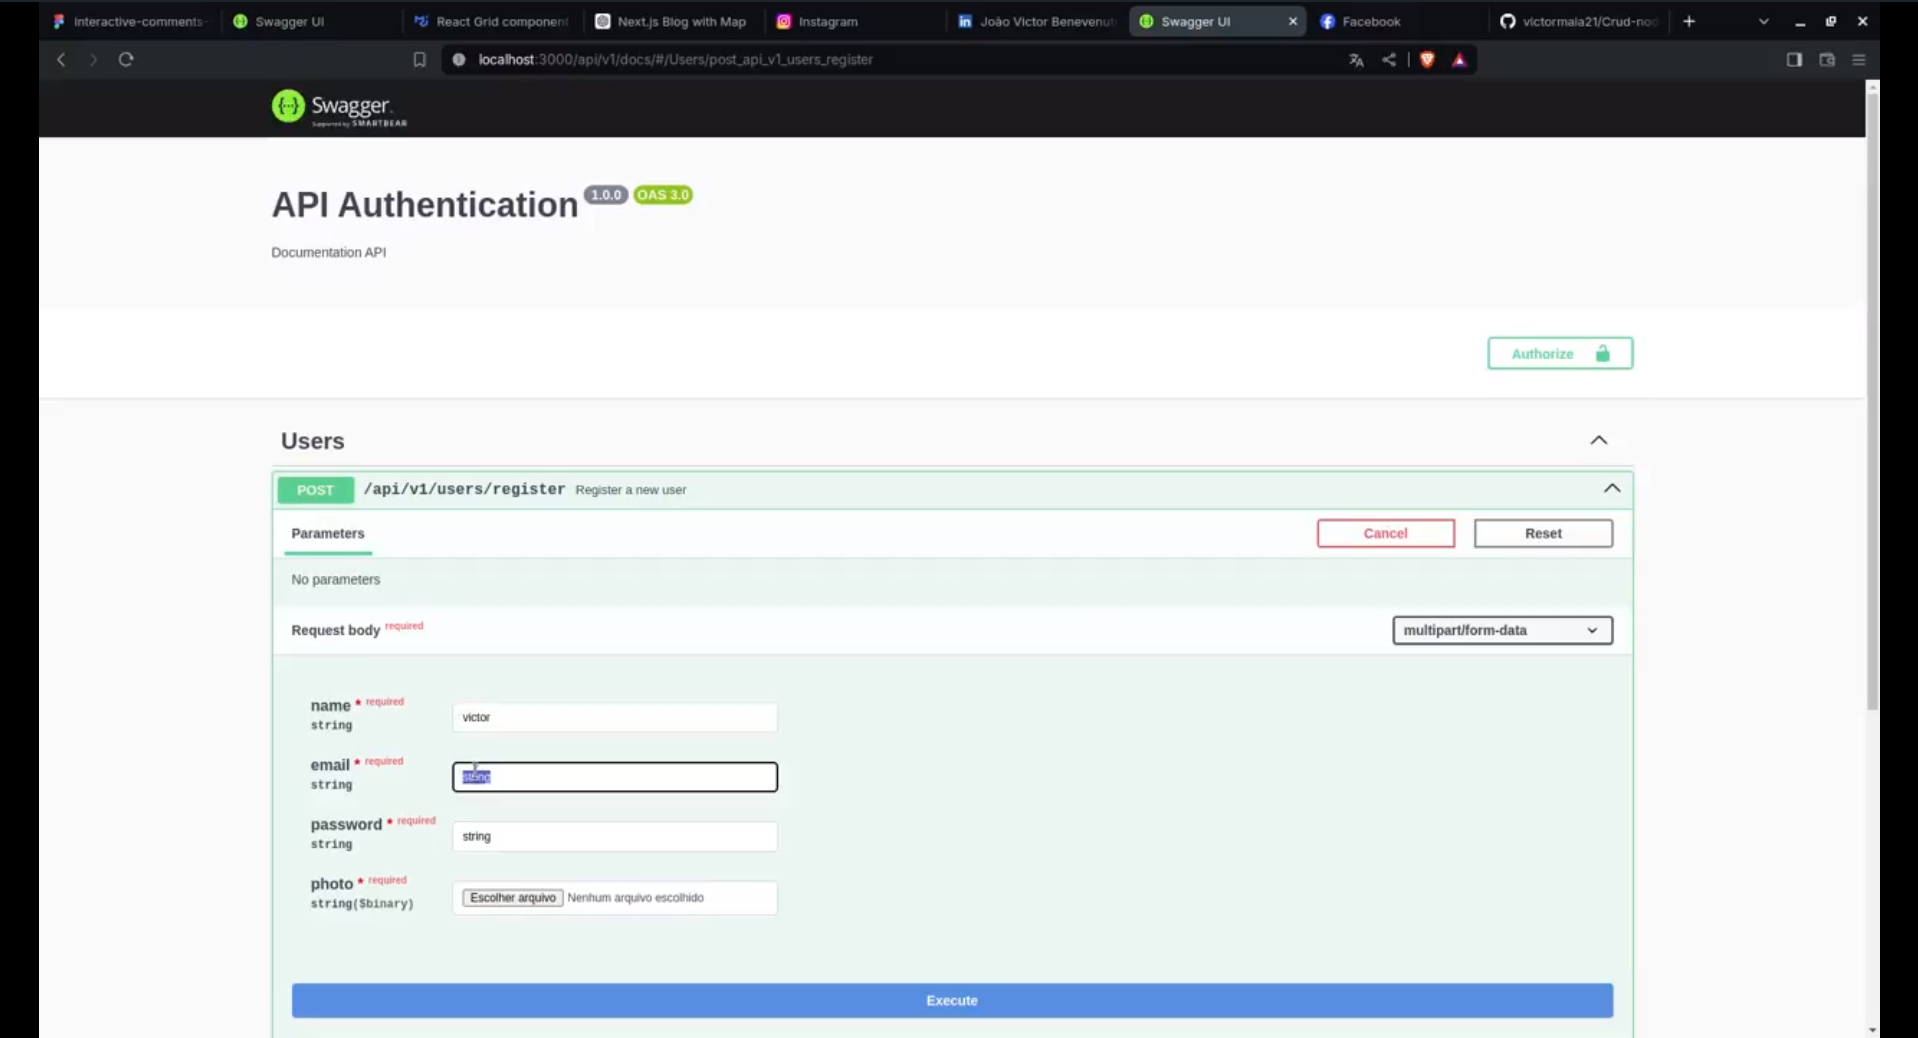 interactive-comments-
Swagger UI
React Grid component
Next.js Blog with Map
Instagram
João Victor Benevenut
Swagger UI
Facebook
victormaia21/Crud-nod
localhost:3000/api/v1/docs/#/Users/post_api_v1_users_register
Swagger.
Supported by SMARTBEAR
API Authentication 1.0.0 OAS 3.0
Documentation API
Authorize
Users
POST /api/v1/users/register Register a new user
Parameters
Cancel
Reset
No parameters
Request body required
multipart/form-data
name * required
string
victor
email * required
string
string
password * required
string
string
photo * required
string($binary)
Escolher arquivo Nenhum arquivo escolhido
Execute